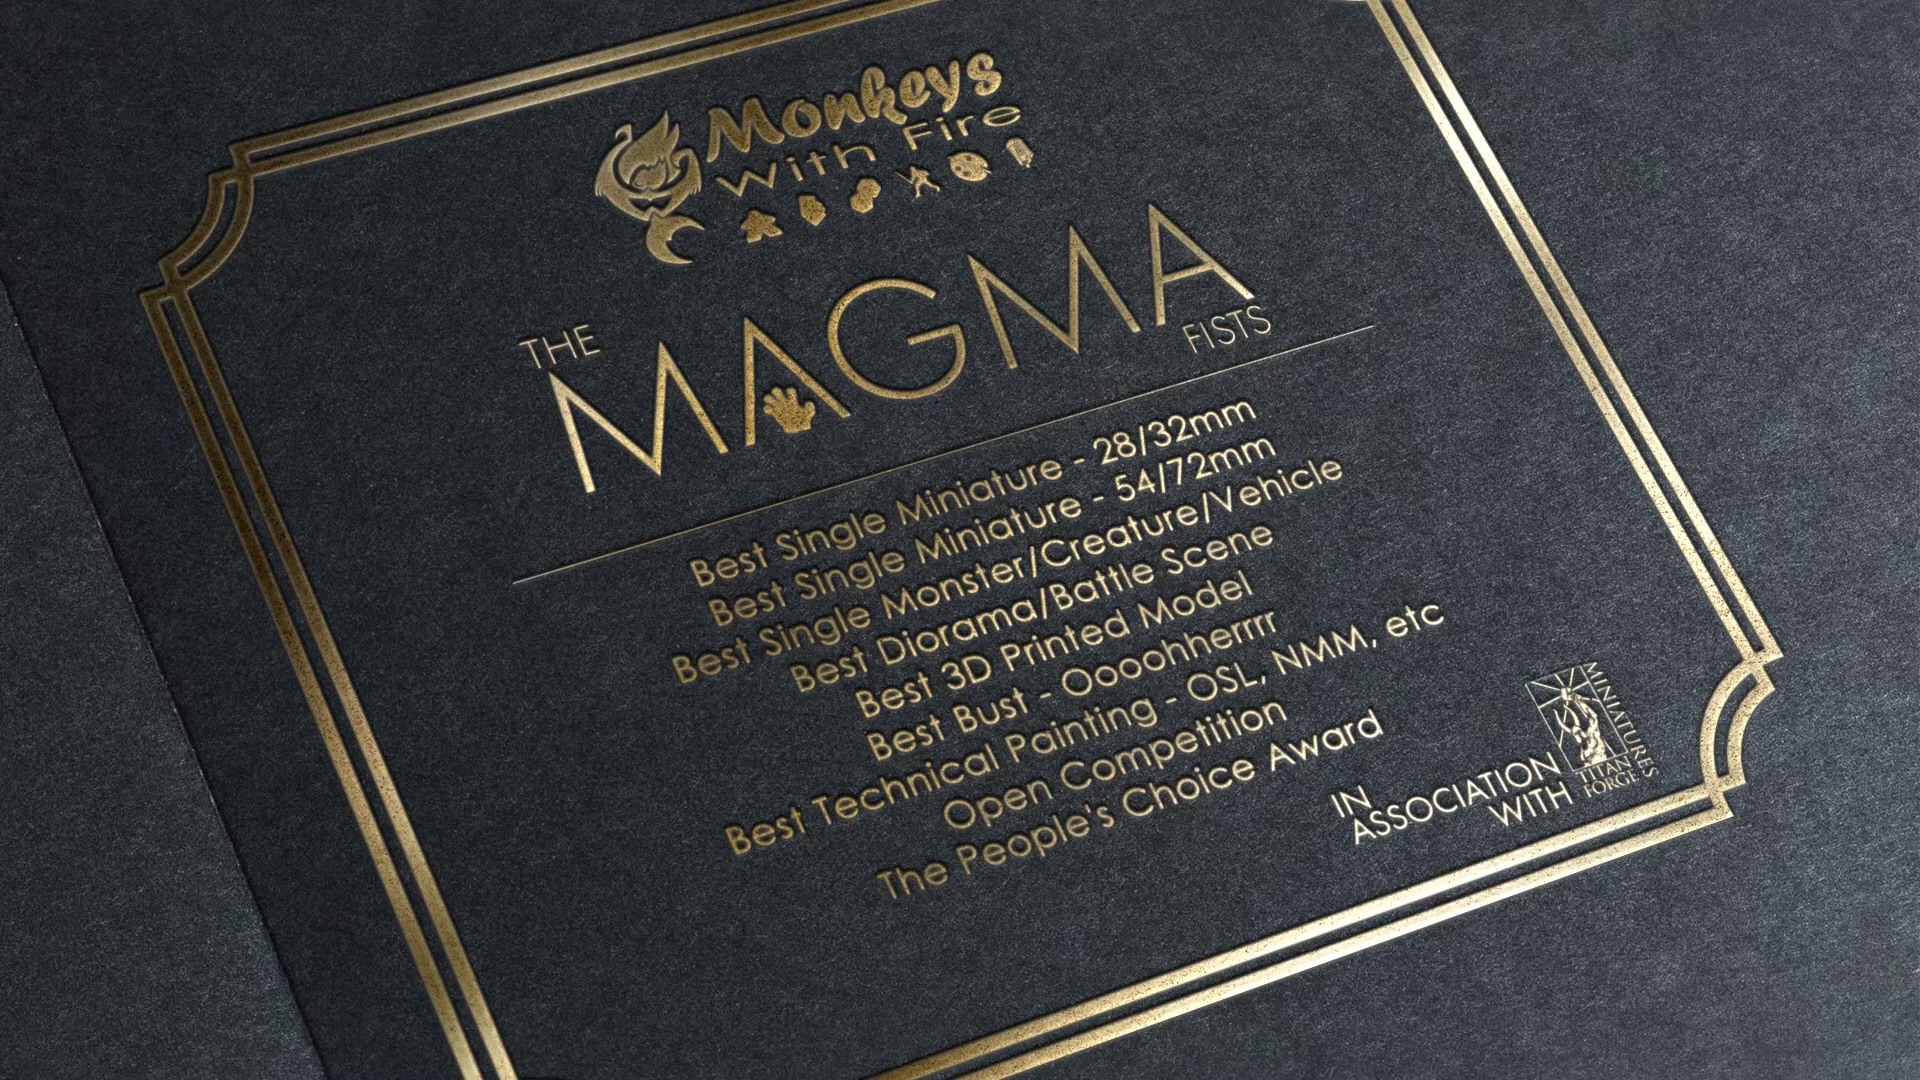 Monkeys
With Fire
THE
MAGMA
FISTS
Best Single Miniature - 28/32mm
Best Single Miniature - 54/72mm
Best Single Monster/Creature/Vehicle
Best Diorama/Battle Scene
Best 3D Printed Model
Best Bust - Oooohherrrr
Best Technical Painting - OSL, NMM, etc
Open Competition
The People's Choice Award
IN
ASSOCIATION
WITH
TITAN
FORGE
MINIATURES